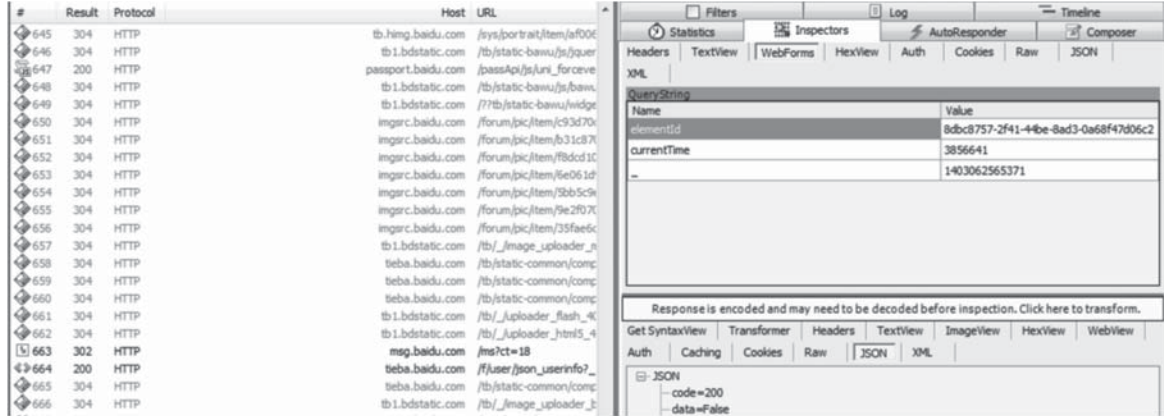 # Result Protocol Host URL
645 304 HTTP tb.himg.baidu.com /sys/portrait/item/af006
646 304 HTTP tb1.bdstatic.com /tb/static-bawu/js/jquer
647 200 HTTP passport.baidu.com /passApi/js/uni_forceve
648 304 HTTP tb1.bdstatic.com /tb/static-bawu/js/bawu
649 304 HTTP tb1.bdstatic.com /??tb/static-bawu/widge
650 304 HTTP imgsrc.baidu.com /forum/pic/item/c93d70
651 304 HTTP imgsrc.baidu.com /forum/pic/item/b31c87
652 304 HTTP imgsrc.baidu.com /forum/pic/item/f8dcd1
653 304 HTTP imgsrc.baidu.com /forum/pic/item/6e061d
654 304 HTTP imgsrc.baidu.com /forum/pic/item/5bb5c9
655 304 HTTP imgsrc.baidu.com /forum/pic/item/9e2f07
656 304 HTTP imgsrc.baidu.com /forum/pic/item/35fae6
657 304 HTTP tb1.bdstatic.com /tb/_/image_uploader_
658 304 HTTP tieba.baidu.com /tb/static-common/comp
659 304 HTTP tieba.baidu.com /tb/static-common/comp
660 304 HTTP tieba.baidu.com /tb/static-common/comp
661 304 HTTP tb1.bdstatic.com /tb/_/uploader_flash_4
662 304 HTTP tb1.bdstatic.com /tb/_/uploader_html5_4
663 302 HTTP msg.baidu.com /ms?ct=18
664 200 HTTP tieba.baidu.com /f/user/json_userinfo?_
665 304 HTTP tb1.bdstatic.com /tb/static-common/comp
666 304 HTTP tb1.bdstatic.com /tb/_/image_uploader_b
Filters Log Timeline
Statistics Inspectors AutoResponder Composer
Headers TextView WebForms HexView Auth Cookies Raw JSON
XML
QueryString
Name Value
elementId 8dbc8757-2f41-44be-8ad3-0a68f47d06c2
currentTime 3856641
_ 1403062565371
Response is encoded and may need to be decoded before inspection. Click here to transform.
Get SyntaxView Transformer Headers TextView ImageView HexView WebView
Auth Caching Cookies Raw JSON XML
JSON
code=200
data=False